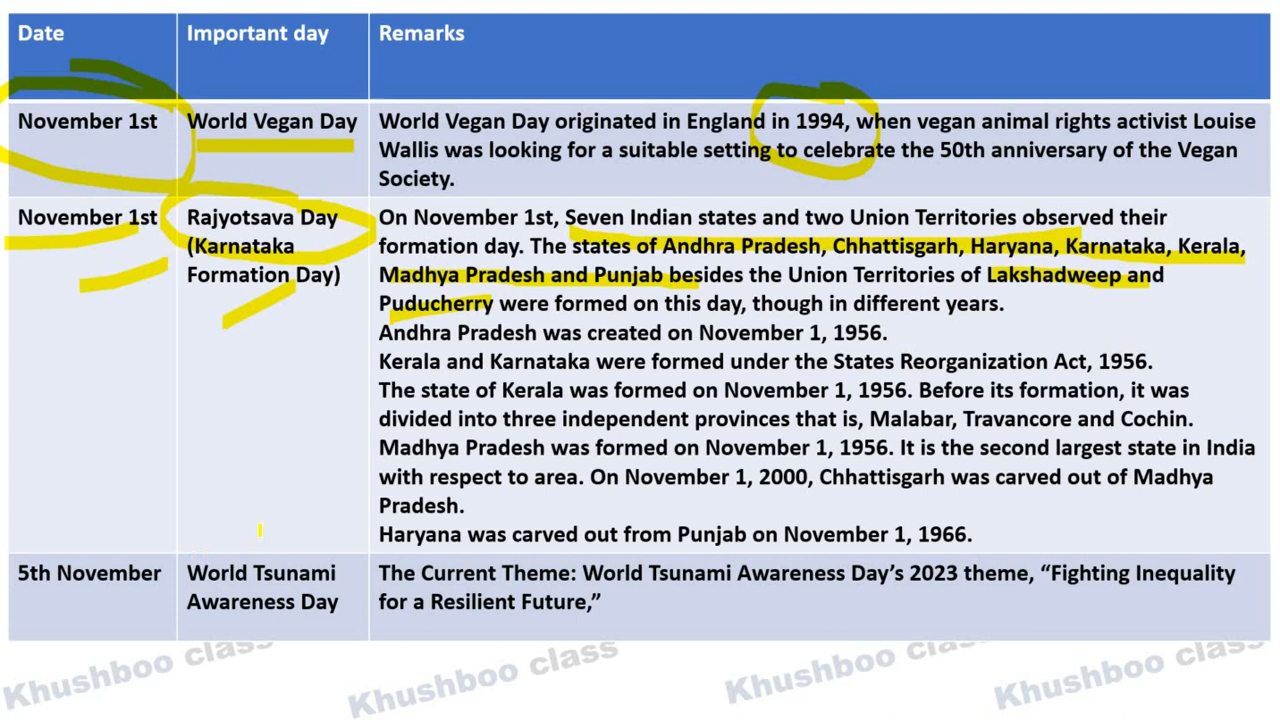 Date Important day Remarks
November 1st World Vegan Day World Vegan Day originated in England in 1994, when vegan animal rights activist Louise
Wallis was looking for a suitable setting to celebrate the 50th anniversary of the Vegan
Society.
November 1st Rajyotsava Day On November 1st, Seven Indian states and two Union Territories observed their
(Karnataka formation day. The states of Andhra Pradesh, Chhattisgarh, Haryana, Karnataka, Kerala,
Formation Day) Madhya Pradesh and Punjab besides the Union Territories of Lakshadweep and
Puducherry were formed on this day, though in different years.
Andhra Pradesh was created on November 1, 1956.
Kerala and Karnataka were formed under the States Reorganization Act, 1956.
The state of Kerala was formed on November 1, 1956. Before its formation, it was
divided into three independent provinces that is, Malabar, Travancore and Cochin.
Madhya Pradesh was formed on November 1, 1956. It is the second largest state in India
with respect to area. On November 1, 2000, Chhattisgarh was carved out of Madhya
Pradesh.
Haryana was carved out from Punjab on November 1, 1966.
5th November World Tsunami The Current Theme: World Tsunami Awareness Day's 2023 theme, “Fighting Inequality
Awareness Day for a Resilient Future,”
Khushboo class Khushboo class Khushboo class Khushboo class